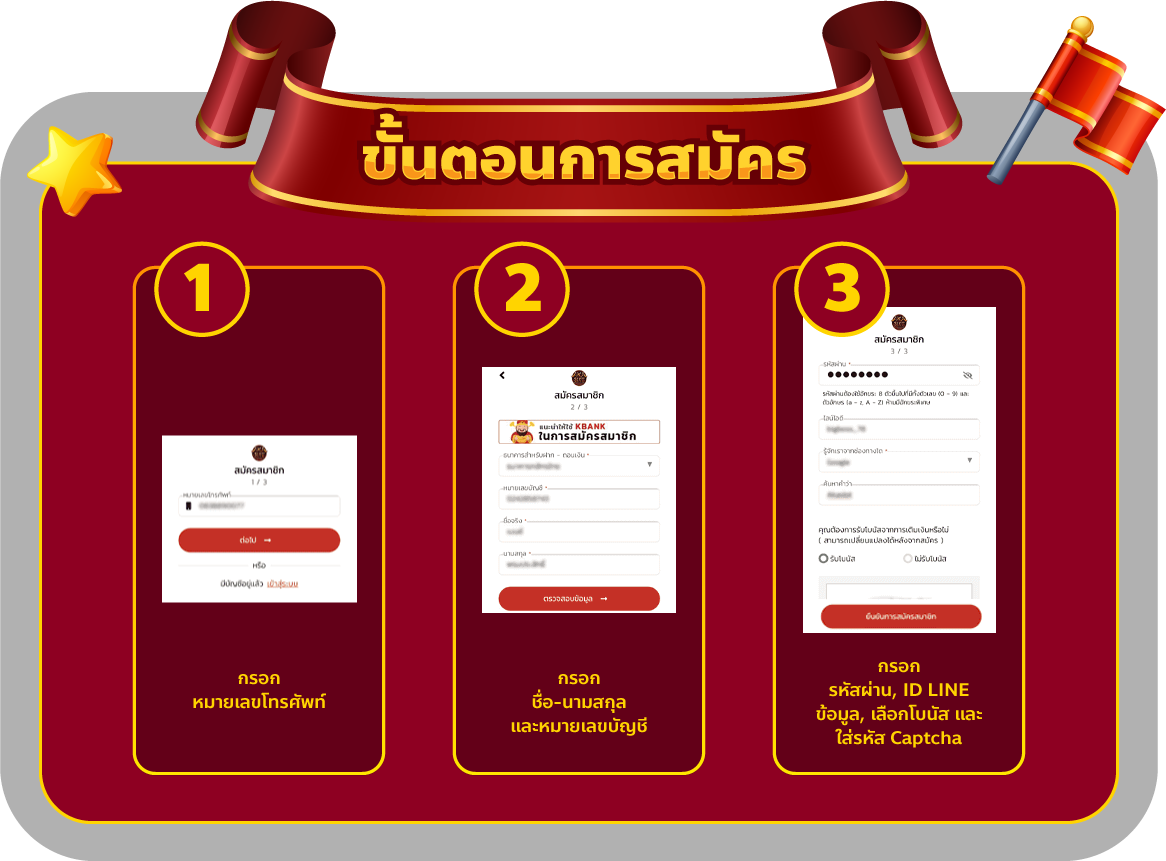 ขั้นตอนการสมัคร
1
สมัครสมาชิก
1 / 3
หมายเลขโทรศัพท์
ต่อไป →
หรือ
มีบัญชีอยู่แล้ว เข้าสู่ระบบ
กรอก
หมายเลขโทรศัพท์
2
สมัครสมาชิก
2 / 3
แนะนำให้ใช้ KBANK
ในการสมัครสมาชิก
ธนาคารสำหรับฝาก - ถอนเงิน *
หมายเลขบัญชี *
ชื่อจริง *
นามสกุล *
ตรวจสอบข้อมูล →
กรอก
ชื่อ-นามสกุล
และหมายเลขบัญชี
3
สมัครสมาชิก
3 / 3
รหัสผ่าน *
รหัสผ่านต้องใช้อักขระ 8 ตัวขึ้นไปที่มีทั้งตัวเลข (0 - 9) และ
ตัวอักษร (a - z, A - Z) ห้ามมีอักขระพิเศษ
ไลน์ไอดี
รู้จักเราจากช่องทางใด *
Google
ค้นหาคำว่า
คุณต้องการรับโบนัสจากการเติมเงินหรือไม่
( สามารถเปลี่ยนแปลงได้หลังจากสมัคร )
รับโบนัส
ไม่รับโบนัส
ยืนยันการสมัครสมาชิก
กรอก
รหัสผ่าน, ID LINE
ข้อมูล, เลือกโบนัส และ
ใส่รหัส Captcha